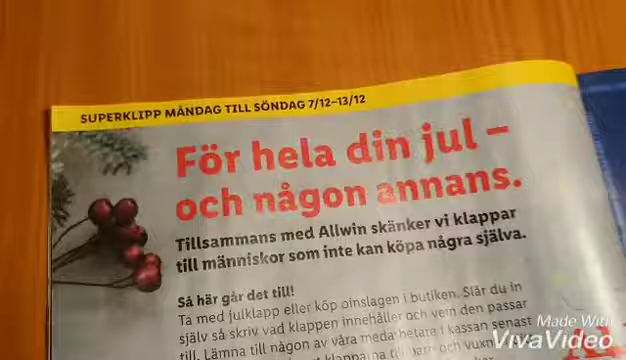 SUPERKLIPP MÅNDAG TILL SÖNDAG 7/12–13/12
För hela din jul –
och någon annans.
Tillsammans med Allwin skänker vi klappar
till människor som inte kan köpa några själva.
Så här går det till!
Ta med julklapp eller köp oinslagen i butiken. Slår du in
själv så skriv vad klappen innehåller och vem den passar
till. Lämna till någon av våra medarbetare i kassan senast
till barn och
Made With
VivaVideo